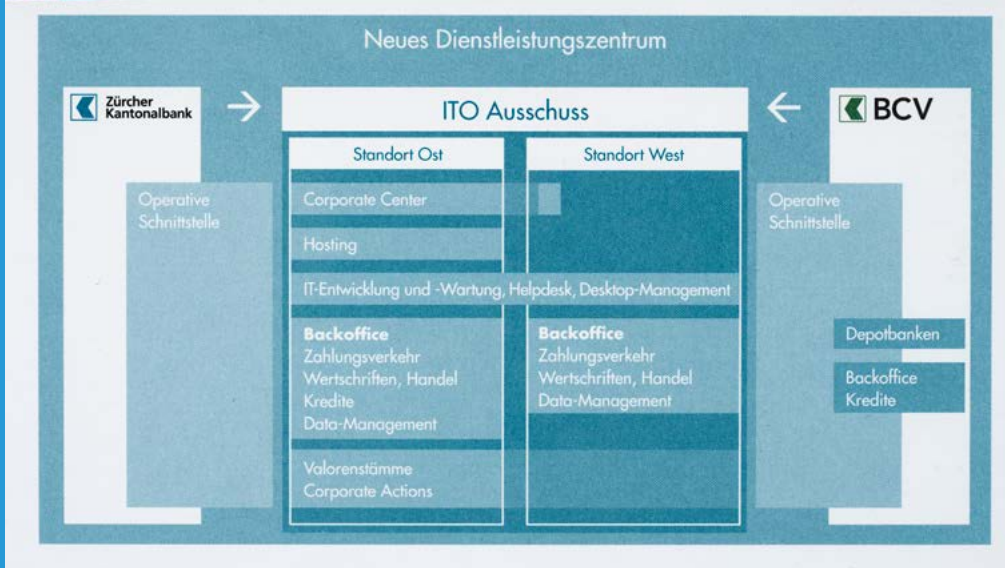 Neues Dienstleistungszentrum
Zürcher
Kantonalbank
ITO Ausschuss
BCV
Standort Ost
Standort West
Operative
Schnittstelle
Corporate Center
Operative
Schnittstelle
Hosting
IT-Entwicklung und -Wartung, Helpdesk, Desktop-Management
Backoffice
Zahlungsverkehr
Wertschriften, Handel
Kredite
Data-Management
Backoffice
Zahlungsverkehr
Wertschriften, Handel
Data-Management
Depotbanken
Backoffice
Kredite
Valorenstämme
Corporate Actions